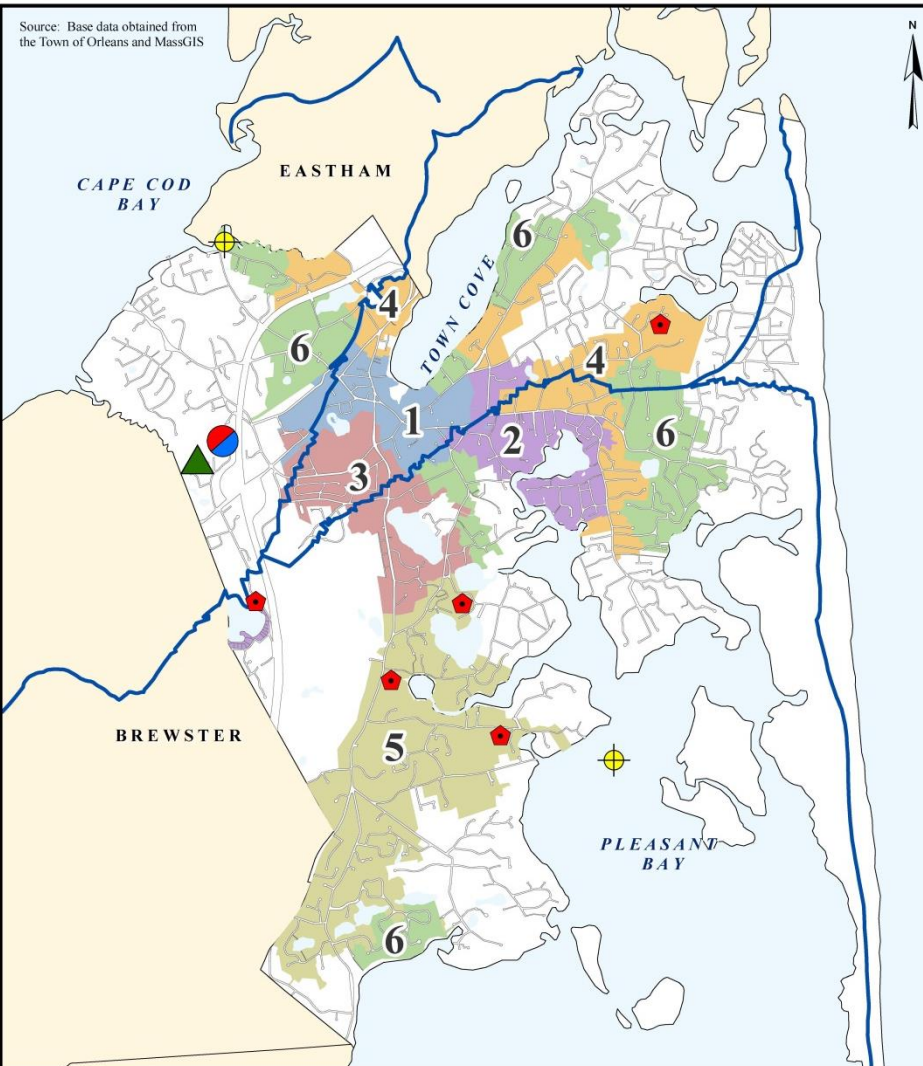 Source: Base data obtained from
the Town of Orleans and MassGIS
N
CAPE COD
BAY
EASTHAM
TOWN COVE
6
4
6
4
1
2
6
3
BREWSTER
5
PLEASANT
BAY
6